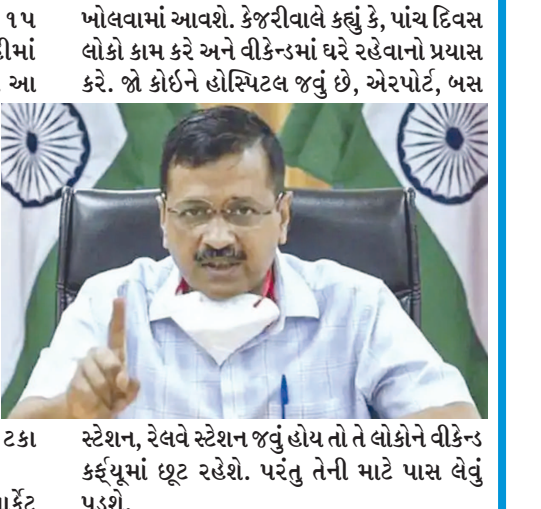 ૧૫
માં
આ
ખોલવામાં આવશે. કેજરીવાલે કહ્યું કે, પાંચ દિવસ
લોકો કામ કરે અને વીકેન્ડમાં ઘરે રહેવાનો પ્રયાસ
કરે. જો કોઇને હોસ્પિટલ જવું છે, એરપોર્ટ, બસ
ટકા
સ્ટેશન, રેલવે સ્ટેશન જવું હોય તો તે લોકોને વીકેન્ડ
કર્ફ્યૂમાં છૂટ રહેશે. પરંતુ તેની માટે પાસ લેવું
પડશે.